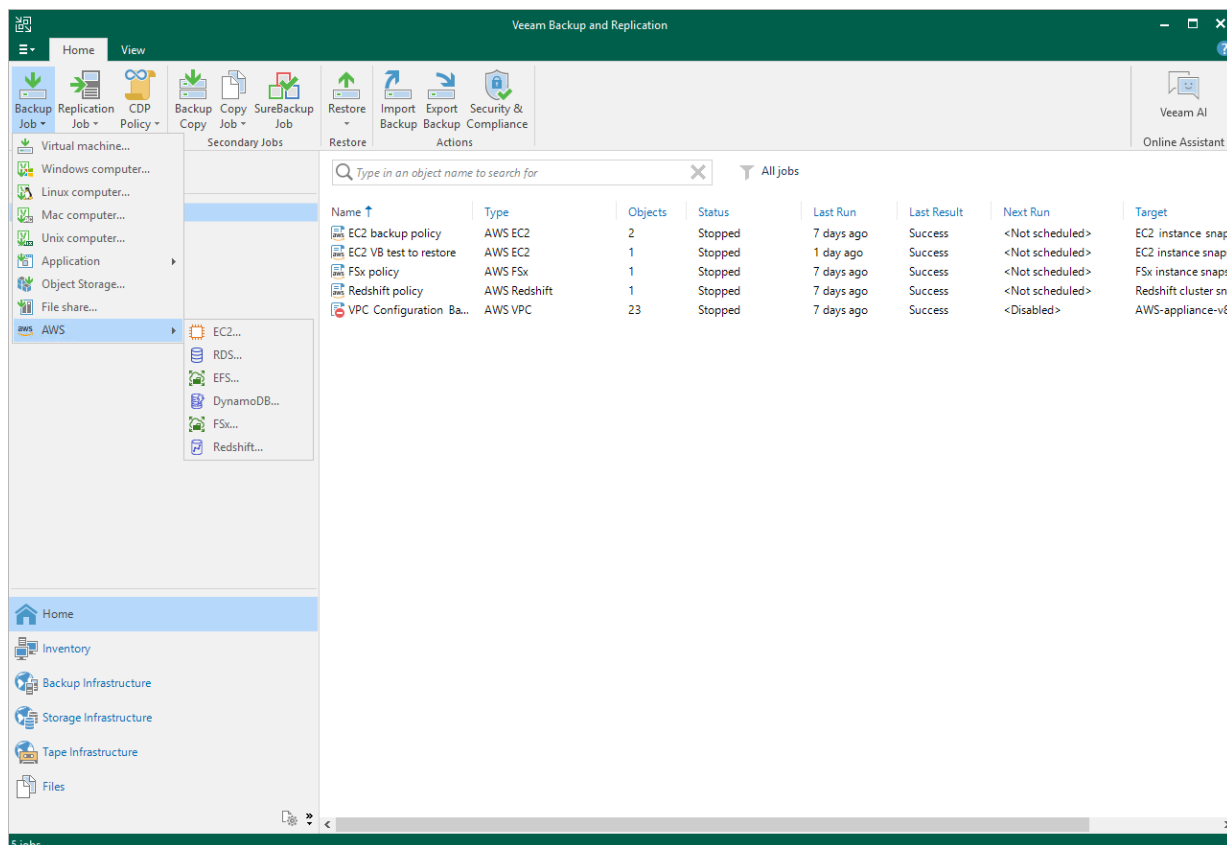 Veeam Backup and Replication
Home View
Backup Job
Replication Job
CDP Policy
Backup Copy
Copy Job
SureBackup Job
Restore
Import Backup
Export Backup
Security & Compliance
Veeam AI
Secondary Jobs
Restore
Actions
Online Assistant
Virtual machine...
Windows computer...
Linux computer...
Mac computer...
Unix computer...
Application
Object Storage...
File share...
aws AWS
EC2...
RDS...
EFS...
DynamoDB...
FSx...
Redshift...
Type in an object name to search for
All jobs
Name Type Objects Status Last Run Last Result Next Run Target
EC2 backup policy AWS EC2 2 Stopped 7 days ago Success <Not scheduled> EC2 instance snap
EC2 VB test to restore AWS EC2 1 Stopped 1 day ago Success <Not scheduled> EC2 instance snap
FSx policy AWS FSx 1 Stopped 7 days ago Success <Not scheduled> FSx instance snaps
Redshift policy AWS Redshift 1 Stopped 7 days ago Success <Not scheduled> Redshift cluster sn
VPC Configuration Ba... AWS VPC 23 Stopped 7 days ago Success <Disabled> AWS-appliance-v8
Home
Inventory
Backup Infrastructure
Storage Infrastructure
Tape Infrastructure
Files
5 jobs